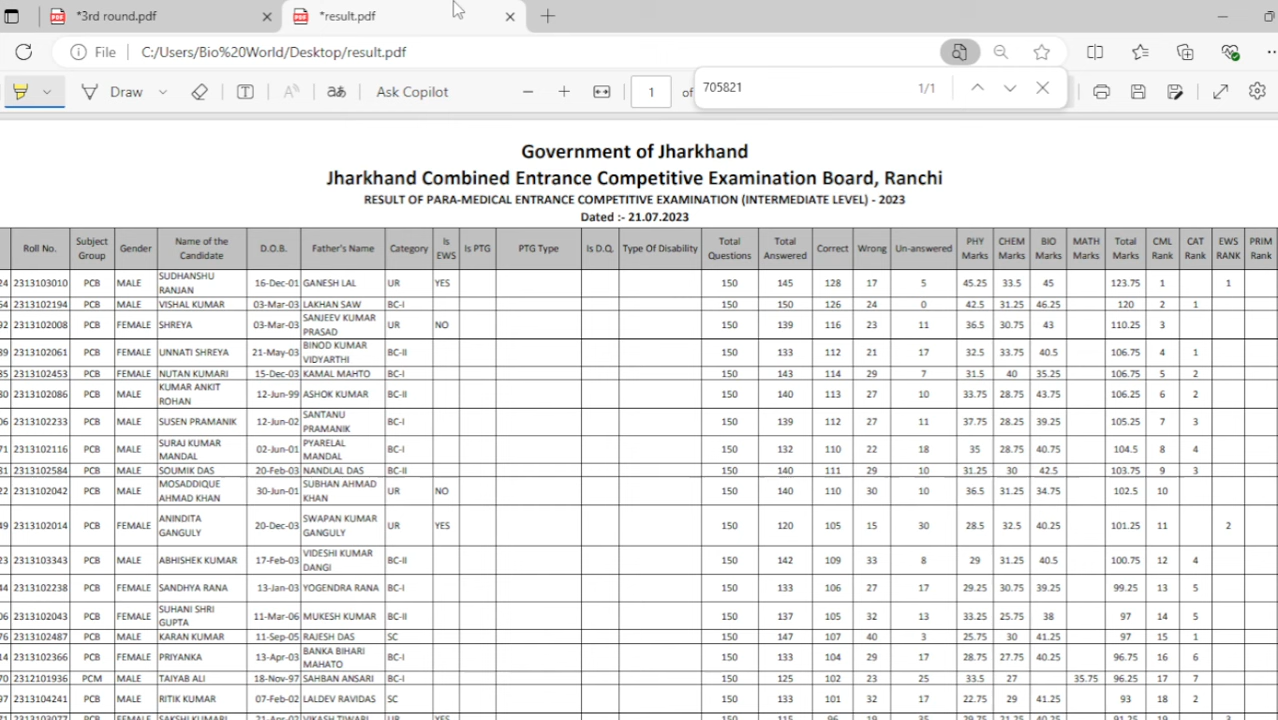 *3rd round.pdf
*result.pdf
File C:/Users/Bio%20World/Desktop/result.pdf
Draw Ask Copilot 1 of 705821 1/1
Government of Jharkhand
Jharkhand Combined Entrance Competitive Examination Board, Ranchi
RESULT OF PARA-MEDICAL ENTRANCE COMPETITIVE EXAMINATION (INTERMEDIATE LEVEL) - 2023
Dated :- 21.07.2023
Roll No. Subject Group Gender Name of the Candidate D.O.B. Father's Name Category Is EWS Is PTG PTG Type Is D.Q. Type Of Disability Total Questions Total Answered Correct Wrong Un-answered PHY Marks CHEM Marks BIO Marks MATH Marks Total Marks CML Rank CAT Rank EWS RANK PRIM Rank
24 2313103010 PCB MALE SUDHANSHU RANJAN 16-Dec-01 GANESH LAL UR YES 150 145 128 17 5 45.25 33.5 45 123.75 1 1
54 2313102194 PCB MALE VISHAL KUMAR 03-Mar-03 LAKHAN SAW BC-I 150 150 126 24 0 42.5 31.25 46.25 120 2 1
92 2313102008 PCB FEMALE SHREYA 03-Mar-03 SANJEEV KUMAR PRASAD UR NO 150 139 116 23 11 36.5 30.75 43 110.25 3
39 2313102061 PCB FEMALE UNNATI SHREYA 21-May-03 BINOD KUMAR VIDYARTHI BC-II 150 133 112 21 17 32.5 33.75 40.5 106.75 4 1
85 2313102453 PCB FEMALE NUTAN KUMARI 15-Dec-03 KAMAL MAHTO BC-I 150 143 114 29 7 31.5 40 35.25 106.75 5 2
80 2313102086 PCB MALE KUMAR ANKIT ROHAN 12-Jun-99 ASHOK KUMAR BC-II 150 140 113 27 10 33.75 28.75 43.75 106.25 6 2
06 2313102233 PCB MALE SUSEN PRAMANIK 12-Jun-02 SANTANU PRAMANIK BC-I 150 139 112 27 11 37.75 28.25 39.25 105.25 7 3
71 2313102116 PCB MALE SURAJ KUMAR MANDAL 02-Jun-01 PYARELAL MANDAL BC-I 150 132 110 22 18 35 28.75 40.75 104.5 8 4
31 2313102584 PCB MALE SOUMIK DAS 20-Feb-03 NANDLAL DAS BC-II 150 140 111 29 10 31.25 30 42.5 103.75 9 3
22 2313102042 PCB MALE MOSADDIQUE AHMAD KHAN 30-Jun-01 SUBHAN AHMAD KHAN UR NO 150 140 110 30 10 36.5 31.25 34.75 102.5 10
49 2313102014 PCB FEMALE ANINDITA GANGULY 20-Dec-03 SWAPAN KUMAR GANGULY UR YES 150 120 105 15 30 28.5 32.5 40.25 101.25 11 2
23 2313103343 PCB MALE ABHISHEK KUMAR 17-Feb-03 VIDESHI KUMAR DANGI BC-II 150 142 109 33 8 29 31.25 40.5 100.75 12 4
44 2313102238 PCB FEMALE SANDHYA RANA 13-Jan-03 YOGENDRA RANA BC-I 150 133 106 27 17 29.25 30.75 39.25 99.25 13 5
06 2313102043 PCB FEMALE SUHANI SHRI GUPTA 11-Mar-06 MUKESH KUMAR BC-II 150 137 105 32 13 33.25 25.75 38 97 14 5
76 2313102487 PCB MALE KARAN KUMAR 11-Sep-05 RAJESH DAS SC 150 147 107 40 3 25.75 30 41.25 97 15 1
14 2313102366 PCB FEMALE PRIYANKA 13-Apr-03 BANKA BIHARI MAHATO BC-I 150 133 104 29 17 28.75 27.75 40.25 96.75 16 6
70 2312101936 PCM MALE TAIYAB ALI 18-Nov-97 SAHBAN ANSARI BC-I 150 125 102 23 25 33.5 27 35.75 96.25 17 7
97 2313104241 PCB MALE RITIK KUMAR 07-Feb-02 LALDEV RAVIDAS SC 150 133 101 32 17 22.75 29 41.25 93 18 2